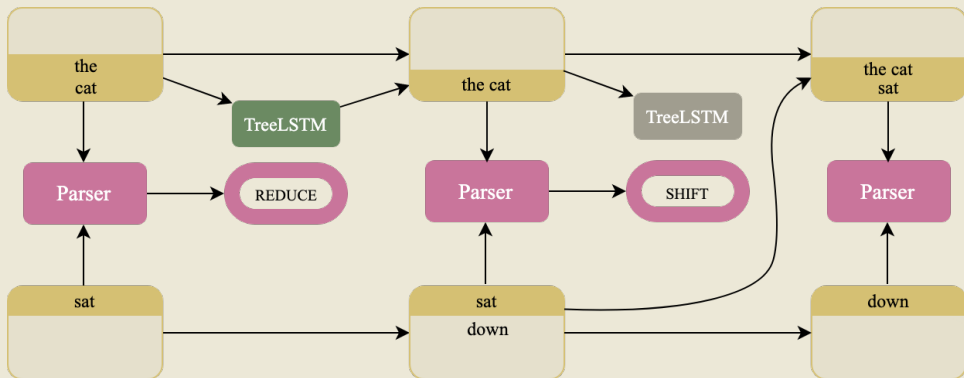 the
cat
the cat
the cat
sat
TreeLSTM
TreeLSTM
Parser
REDUCE
Parser
SHIFT
Parser
sat
sat
down
down